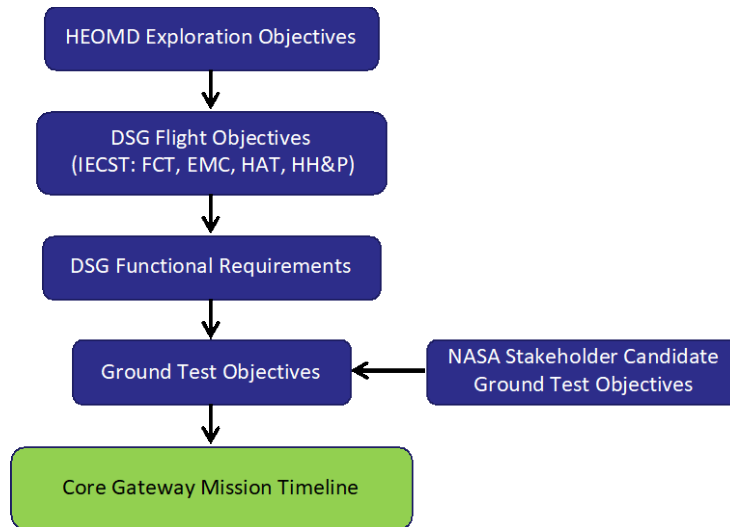 HEOMD Exploration Objectives
DSG Flight Objectives
(IECST: FCT, EMC, HAT, HH&P)
DSG Functional Requirements
Ground Test Objectives
NASA Stakeholder Candidate
Ground Test Objectives
Core Gateway Mission Timeline